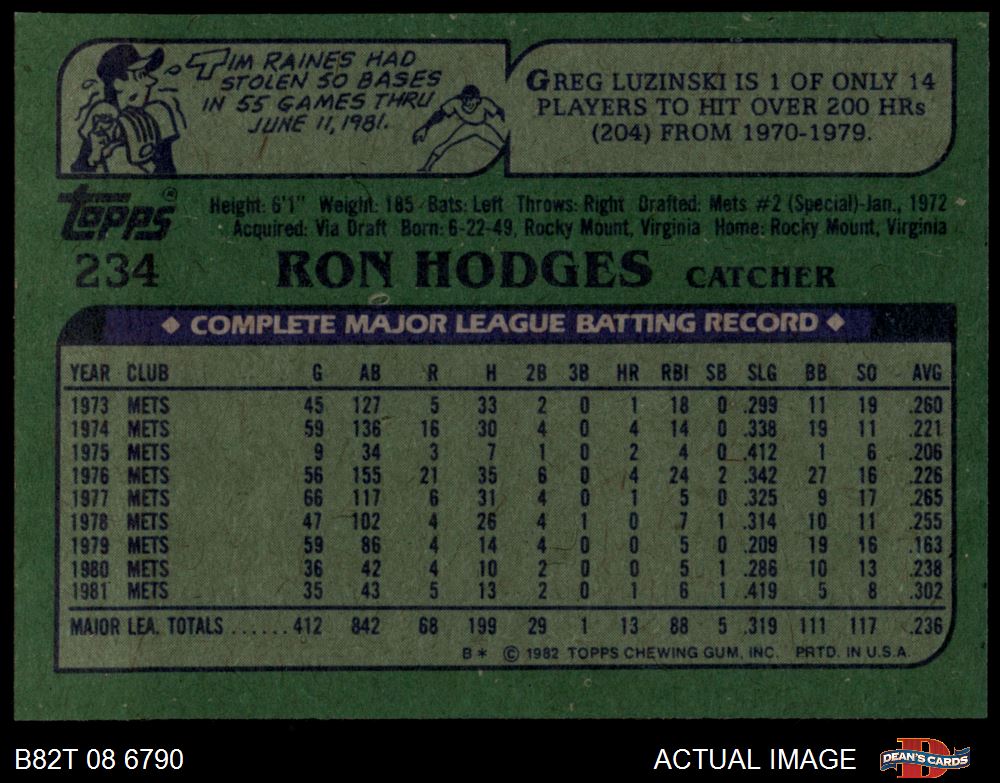 TIM RAINES HAD
STOLEN 50 BASES
IN 55 GAMES THRU
JUNE 11, 1981.
GREG LUZINSKI IS 1 OF ONLY 14
PLAYERS TO HIT OVER 200 HRs
(204) FROM 1970-1979.
Topps®
Height: 6'1" Weight: 185 Bats: Left Throws: Right Drafted: Mets #2 (Special)-Jan., 1972
Acquired: Via Draft Born: 6-22-49, Rocky Mount, Virginia Home: Rocky Mount, Virginia
234 RON HODGES CATCHER
◆ COMPLETE MAJOR LEAGUE BATTING RECORD ◆
YEAR CLUB G AB R H 2B 3B HR RBI SB SLG BB SO AVG
1973 METS 45 127 5 33 2 0 1 18 0 .299 11 19 .260
1974 METS 59 136 16 30 4 0 4 14 0 .338 19 11 .221
1975 METS 9 34 3 7 1 0 2 4 0 .412 1 6 .206
1976 METS 56 155 21 35 6 0 4 24 2 .342 27 16 .226
1977 METS 66 117 6 31 4 0 1 5 0 .325 9 17 .265
1978 METS 47 102 4 26 4 1 0 7 1 .314 10 11 .255
1979 METS 59 86 4 14 4 0 0 5 0 .209 19 16 .163
1980 METS 36 42 4 10 2 0 0 5 1 .286 10 13 .238
1981 METS 35 43 5 13 2 0 1 6 1 .419 5 8 .302
MAJOR LEA. TOTALS ...... 412 842 68 199 29 1 13 88 5 .319 111 117 .236
B* © 1982 TOPPS CHEWING GUM, INC. PRTD. IN U.S.A.
B82T 08 6790 ACTUAL IMAGE DEAN'S CARDS